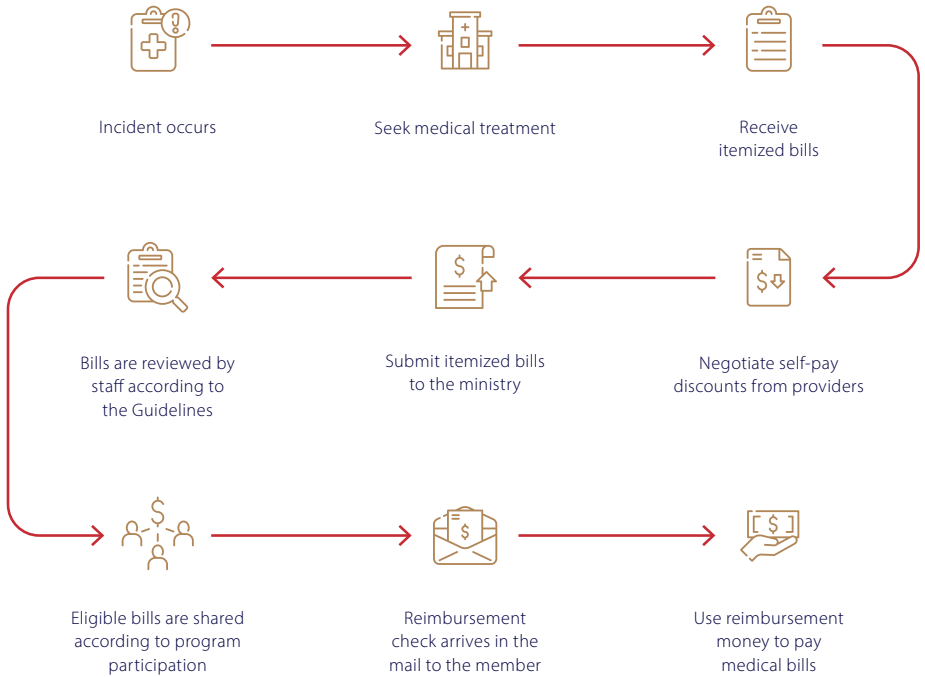 Incident occurs
Seek medical treatment
Receive
itemized bills
Negotiate self-pay
discounts from providers
Submit itemized bills
to the ministry
Bills are reviewed by
staff according to
the Guidelines
Eligible bills are shared
according to program
participation
Reimbursement
check arrives in the
mail to the member
Use reimbursement
money to pay
medical bills